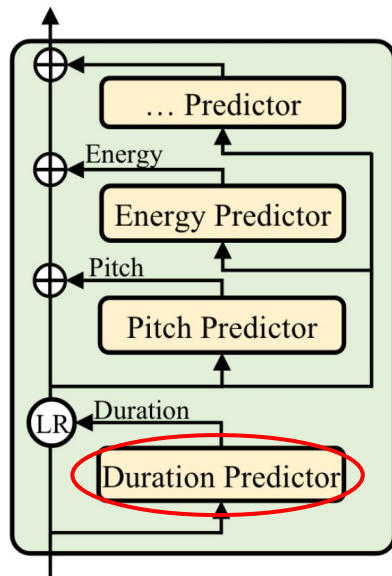 ... Predictor
Energy
Energy Predictor
Pitch
Pitch Predictor
LR
Duration
Duration Predictor